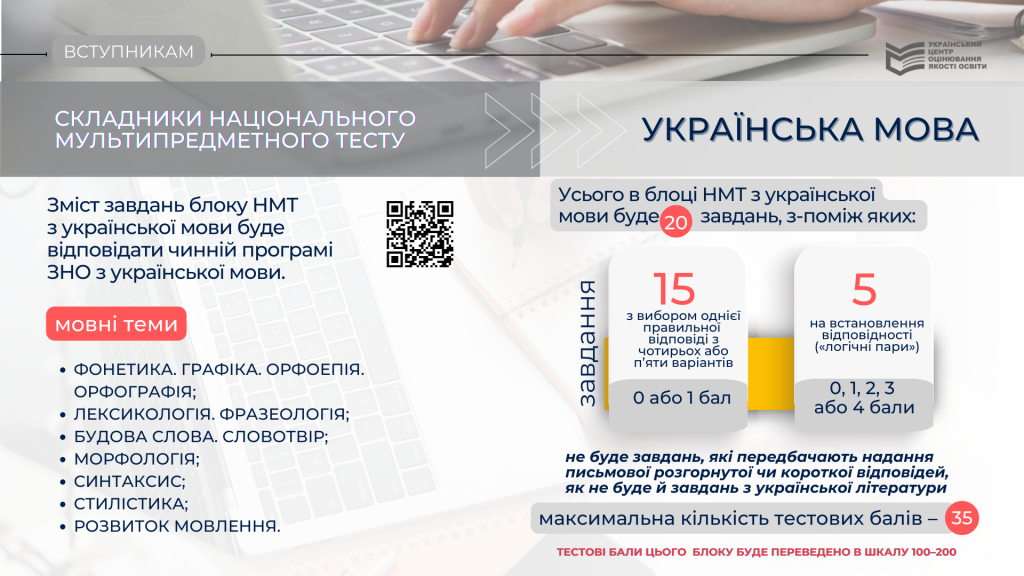 ВСТУПНИКАМ
УКРАЇНСЬКИЙ
ЦЕНТР
ОЦІНЮВАННЯ
ЯКОСТІ ОСВІТИ
СКЛАДНИКИ НАЦІОНАЛЬНОГО
МУЛЬТИПРЕДМЕТНОГО ТЕСТУ
УКРАЇНСЬКА МОВА
Зміст завдань блоку НМТ
з української мови буде
відповідати чинній програмі
ЗНО з української мови.
мовні теми
• ФОНЕТИКА. ГРАФІКА. ОРФОЕПІЯ.
ОРФОГРАФІЯ;
• ЛЕКСИКОЛОГІЯ. ФРАЗЕОЛОГІЯ;
• БУДОВА СЛОВА. СЛОВОТВІР;
• МОРФОЛОГІЯ;
• СИНТАКСИС;
• СТИЛІСТИКА;
• РОЗВИТОК МОВЛЕННЯ.
Усього в блоці НМТ з української
мови буде 20 завдань, з-поміж яких:
завдання
15
з вибором однієї
правильної
відповіді з
чотирьох або
п'яти варіантів
0 або 1 бал
5
на встановлення
відповідності
(«логічні пари»)
0, 1, 2, 3
або 4 бали
не буде завдань, які передбачають надання
письмової розгорнутої чи короткої відповідей,
як не буде й завдань з української літератури
максимальна кількість тестових балів – 35
ТЕСТОВІ БАЛИ ЦЬОГО БЛОКУ БУДЕ ПЕРЕВЕДЕНО В ШКАЛУ 100–200